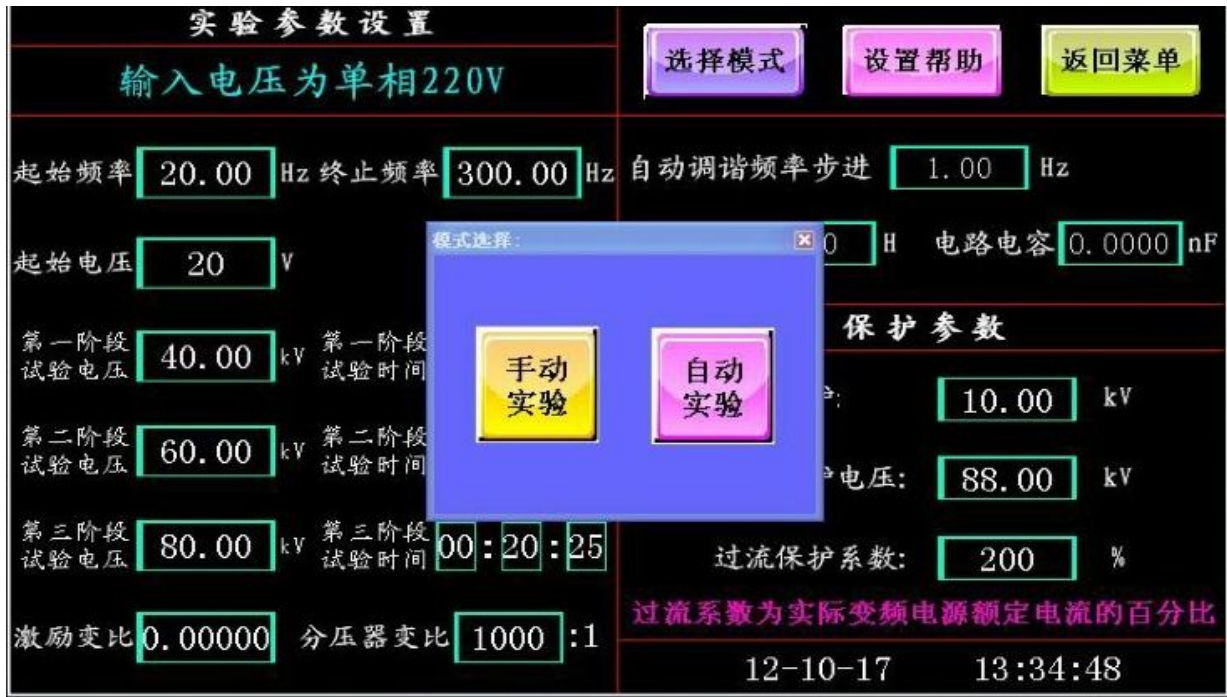 实验参数设置
输入电压为单相220V
选择模式 设置帮助 返回菜单
起始频率 20.00 Hz 终止频率 300.00 Hz
自动调谐频率步进 1.00 Hz
起始电压 20 V
模式选择:
0 H 电路电容 0.0000 nF
手动
实验
自动
实验
第一阶段
试验电压 40.00 kV
第一阶段
试验时间
第二阶段
试验电压 60.00 kV
第二阶段
试验时间
第三阶段
试验电压 80.00 kV
第三阶段
试验时间 00:20:25
激励变比 0.00000 分压器变比 1000 :1
保护参数
10.00 kV
电压: 88.00 kV
过流保护系数: 200 %
过流系数为实际变频电源额定电流的百分比
12-10-17 13:34:48